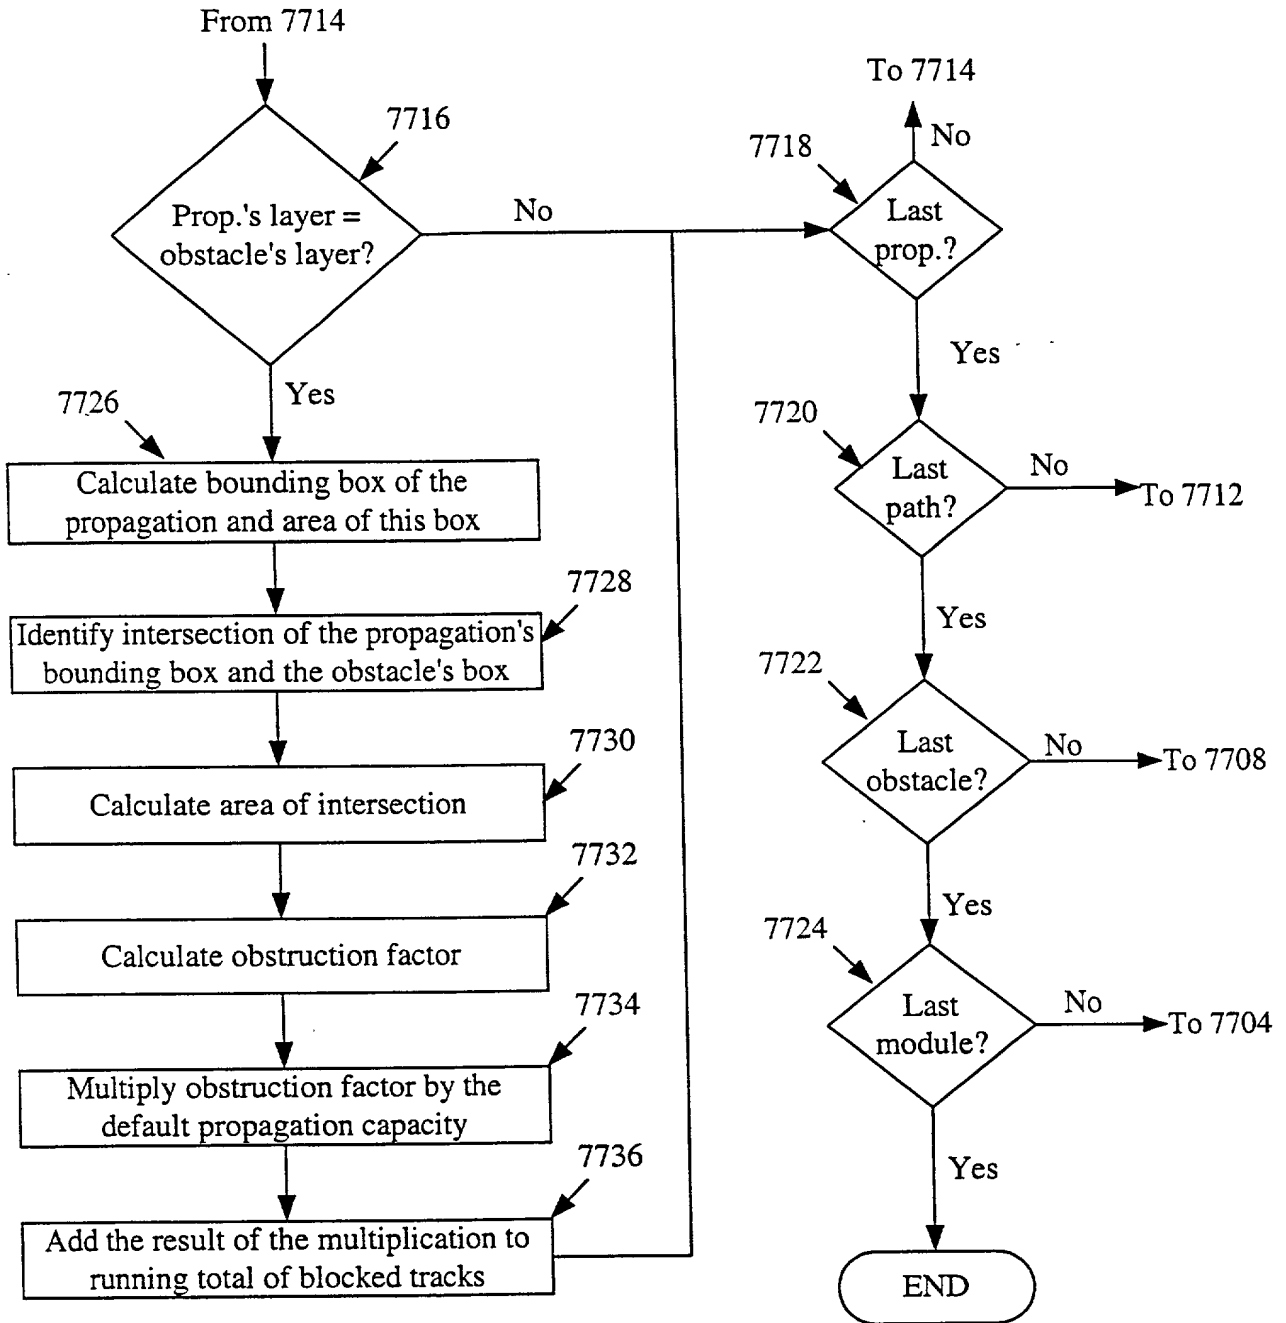 From 7714
7716
Prop.'s layer =
obstacle's layer?
No
Yes
7726
Calculate bounding box of the
propagation and area of this box
7728
Identify intersection of the propagation's
bounding box and the obstacle's box
7730
Calculate area of intersection
7732
Calculate obstruction factor
7734
Multiply obstruction factor by the
default propagation capacity
7736
Add the result of the multiplication to
running total of blocked tracks
To 7714
No
7718
Last
prop.?
Yes
7720
Last
path?
No
To 7712
Yes
7722
Last
obstacle?
No
To 7708
Yes
7724
Last
module?
No
To 7704
Yes
END